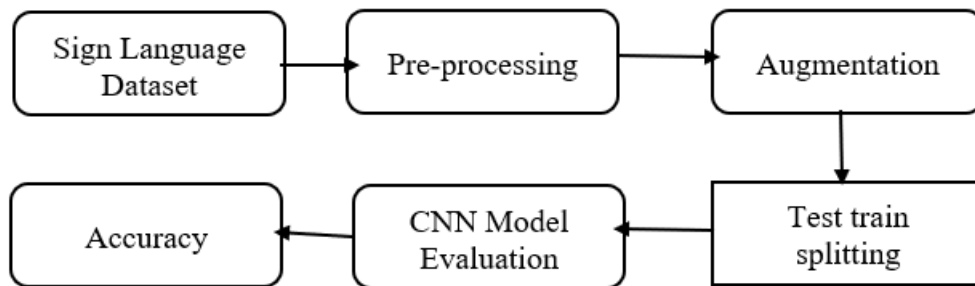 Sign Language
Dataset
Pre-processing
Augmentation
Test train
splitting
CNN Model
Evaluation
Accuracy